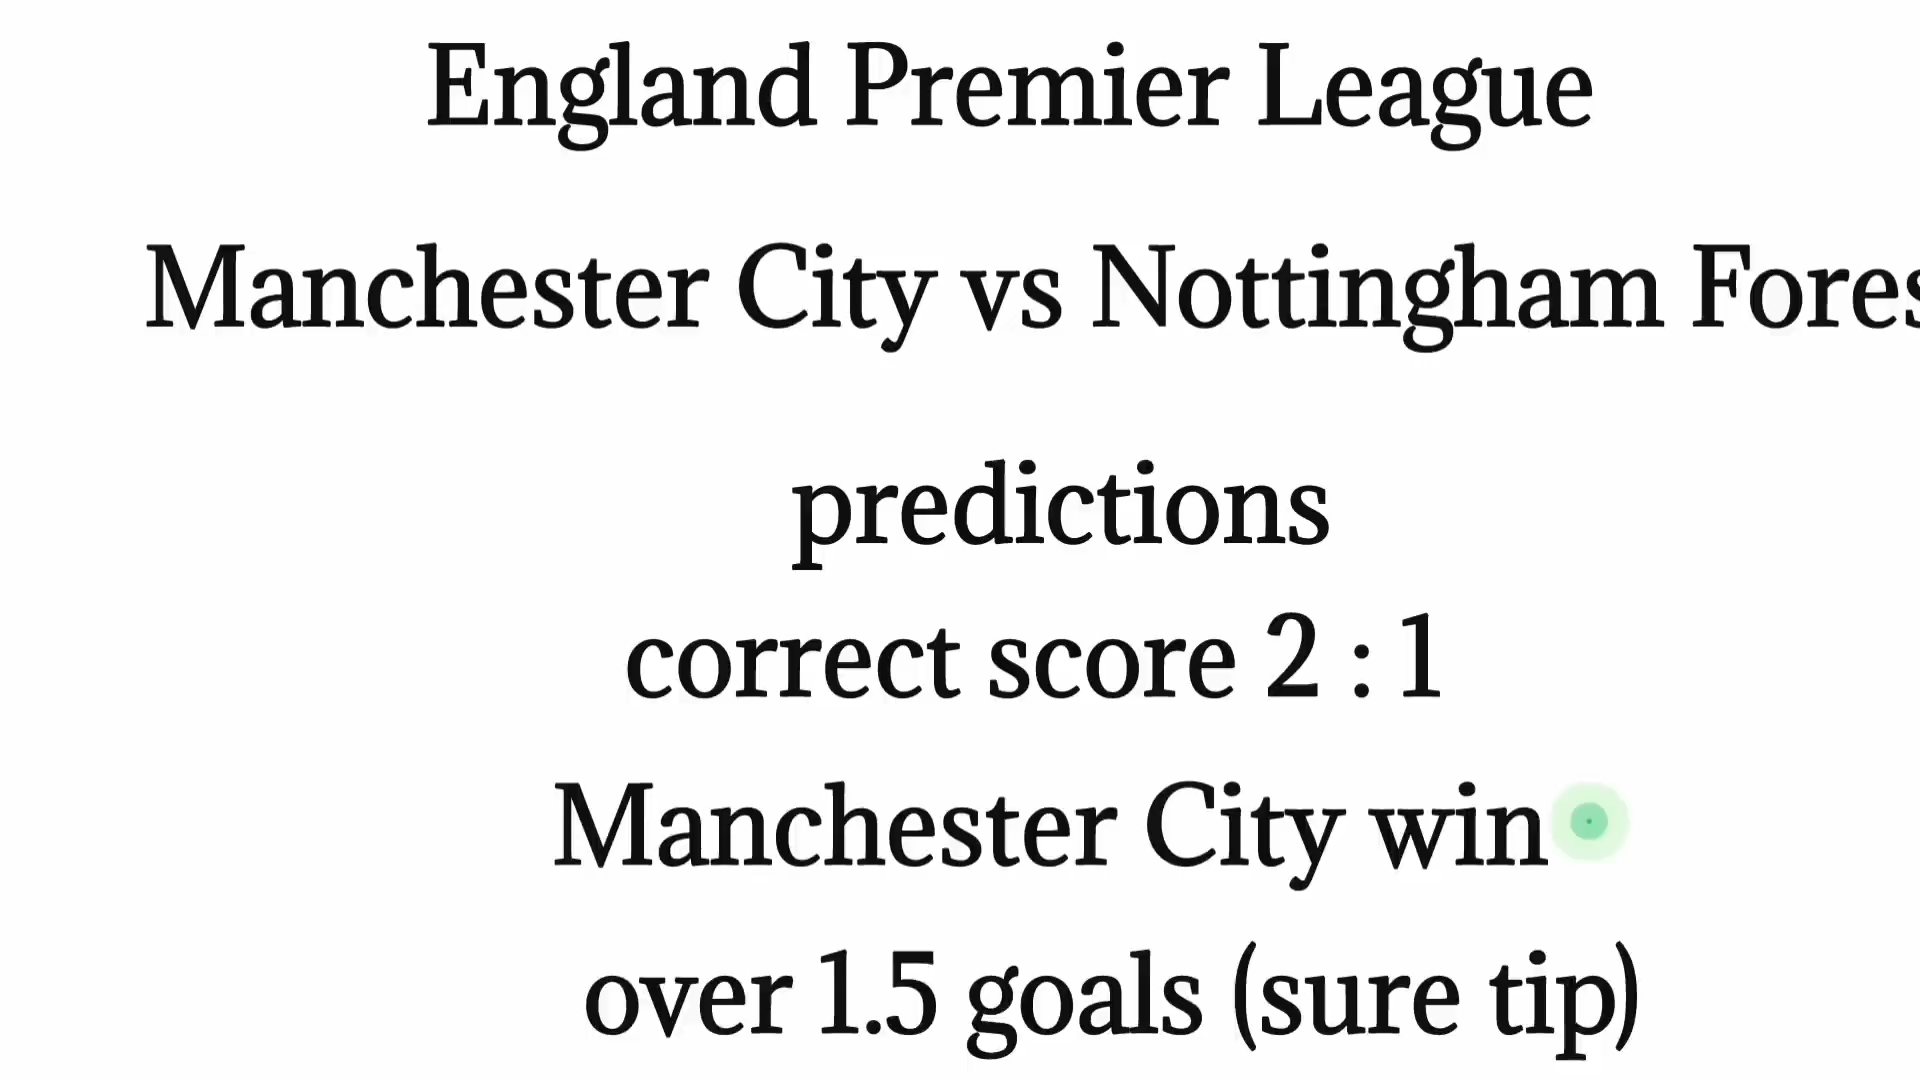 England Premier League
Manchester City vs Nottingham Fores
predictions
correct score 2 : 1
Manchester City win
over 1.5 goals (sure tip)